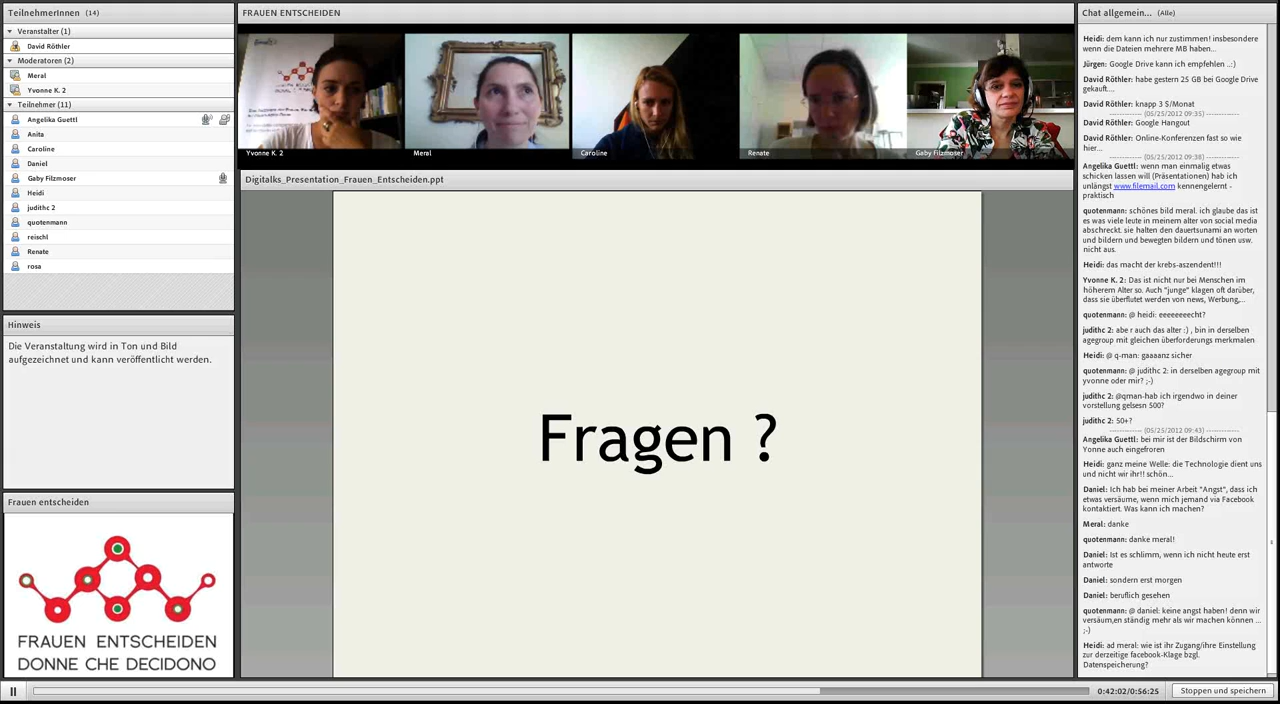 TeilnehmerInnen (14)
Veranstalter (1)
David Röthler
Moderatoren (2)
Meral
Yvonne K. 2
Teilnehmer (11)
Angelika Guettl
Anita
Caroline
Daniel
Gaby Filzmoser
Heidi
judithc 2
quotenmann
reischl
Renate
rosa
Hinweis
Die Veranstaltung wird in Ton und Bild
aufgezeichnet und kann veröffentlicht werden.
Frauen entscheiden
FRAUEN ENTSCHEIDEN
DONNE CHE DECIDONO
FRAUEN ENTSCHEIDEN
Yvonne K. 2
Meral
Caroline
Renate
Gaby Filzmoser
Digitalks_Presentation_Frauen_Entscheiden.ppt
Fragen ?
Chat allgemein... (Alle)
Heidi: dem kann ich nur zustimmen! insbesondere
wenn die Dateien mehrere MB haben...
Jürgen: Google Drive kann ich empfehlen ..:)
David Röthler: habe gestern 25 GB bei Google Drive
gekauft....
David Röthler: knapp 3 $/Monat
------------ (05/25/2012 09:35) ------------
David Röthler: Google Hangout
David Röthler: Online-Konferenzen fast so wie
hier...
------------ (05/25/2012 09:38) ------------
Angelika Guettl: wenn man einmalig etwas
schicken lassen will (Präsentationen) hab ich
unlängst www.filemail.com kennengelernt -
praktisch
quotenmann: schönes bild meral. ich glaube das ist
es was viele leute in meinem alter von social media
abschreckt. sie halten den dauertsunami an worten
und bildern und bewegten bildern und tönen usw.
nicht aus.
Heidi: das macht der krebs-aszendent!!!
Yvonne K. 2: Das ist nicht nur bei Menschen im
höherem Alter so. Auch "junge" klagen oft darüber,
dass sie überflutet werden von news, Werbung,...
quotenmann: @ heidi: eeeeeeeecht?
judithc 2: abe r auch das alter :) , bin in derselben
agegroup mit gleichen überforderungs merkmalen
Heidi: @ q-man: gaaaanz sicher
quotenmann: @ judithc 2: in derselben agegroup mit
yvonne oder mir? ;-)
judithc 2: @qman-hab ich irgendwo in deiner
vorstellung gelsesn 500?
judithc 2: 50+?
------------ (05/25/2012 09:43) ------------
Angelika Guettl: bei mir ist der Bildschirm von
Yonne auch eingefroren
Heidi: ganz meine Welle: die Technologie dient uns
und nicht wir ihr!! schön...
Daniel: Ich hab bei meiner Arbeit "Angst", dass ich
etwas versäume, wenn mich jemand via Facebook
kontaktiert. Was kann ich machen?
Meral: danke
quotenmann: danke meral!
Daniel: Ist es schlimm, wenn ich nicht heute erst
antworte
Daniel: sondern erst morgen
Daniel: beruflich gesehen
quotenmann: @ daniel: keine angst haben! denn wir
versäum,en ständig mehr als wir machen können ...
;-)
Heidi: ad meral: wie ist ihr Zugang/ihre Einstellung
zur derzeitige facebook-Klage bzgl.
Datenspeicherung?
0:42:02/0:56:25
Stoppen und speichern